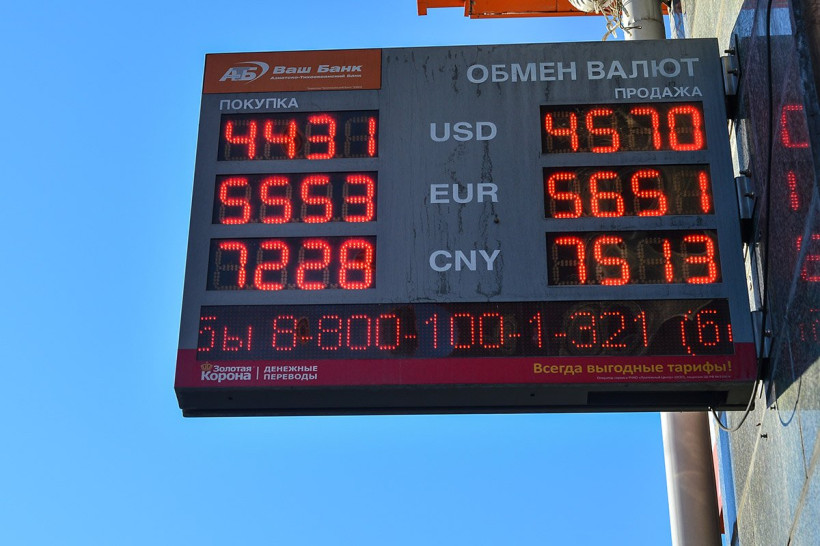 АТБ Ваш Банк
Азиатско-Тихоокеанский Банк
ОБМЕН ВАЛЮТ
ПОКУПКА
ПРОДАЖА
4431 USD 4570
5553 EUR 5651
7228 CNY 7513
бы 8-800-100-1-321 (б
Золотая Корона | ДЕНЕЖНЫЕ ПЕРЕВОДЫ
Всегда выгодные тарифы!